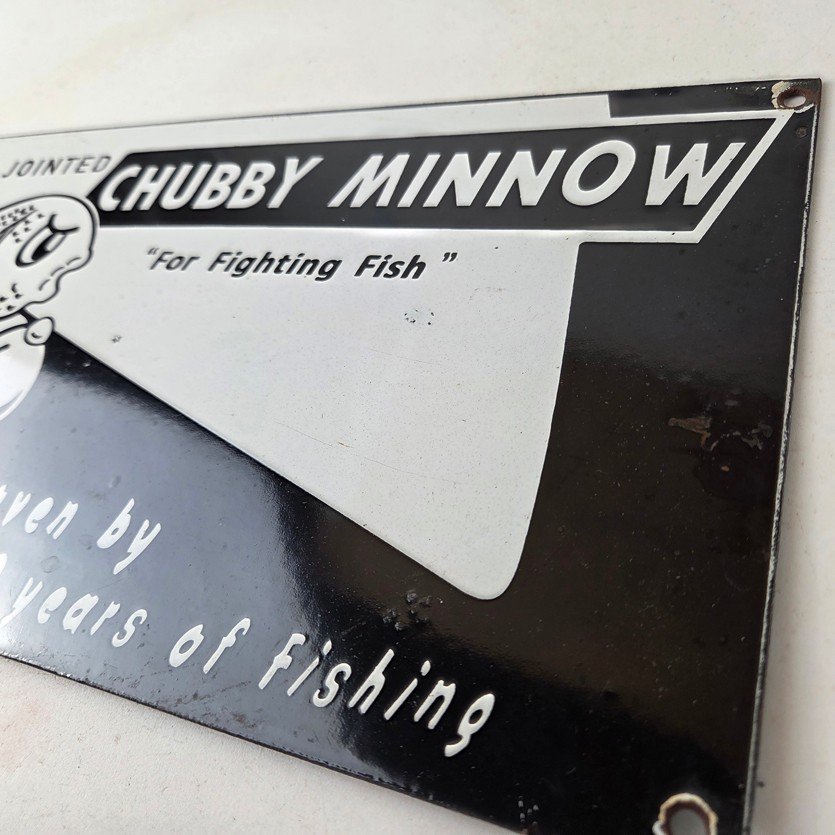 JOINTED
CHUBBY MINNOW
"For Fighting Fish"
by
years of Fishing